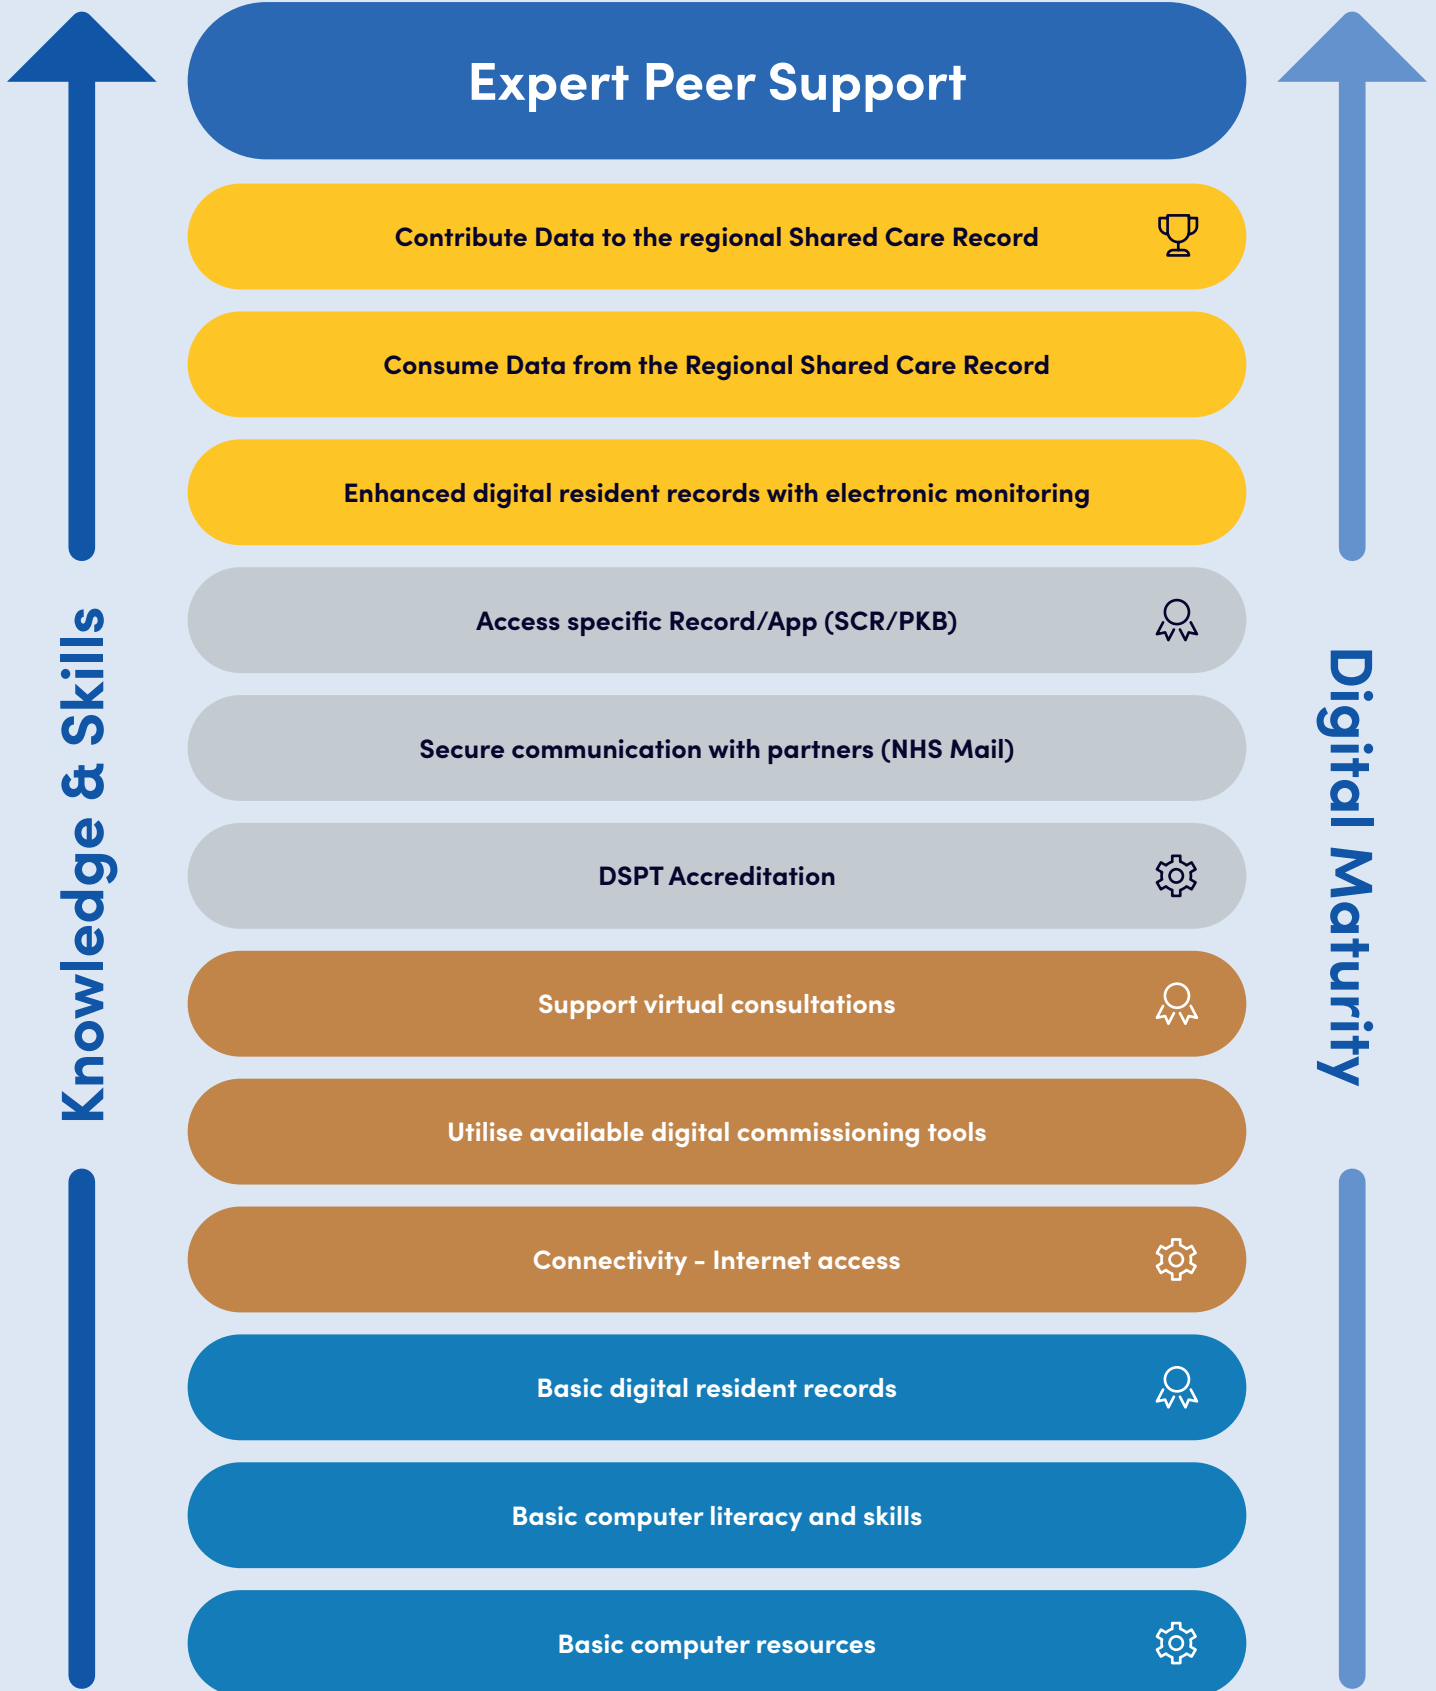 Expert Peer Support
Contribute Data to the regional Shared Care Record
Consume Data from the Regional Shared Care Record
Enhanced digital resident records with electronic monitoring
Access specific Record/App (SCR/PKB)
Secure communication with partners (NHS Mail)
DSPT Accreditation
Support virtual consultations
Utilise available digital commissioning tools
Connectivity - Internet access
Basic digital resident records
Basic computer literacy and skills
Basic computer resources
Knowledge & Skills
Digital Maturity